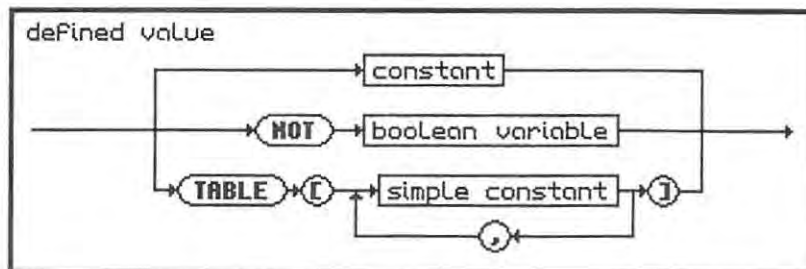 defined value
constant
NOT boolean variable
TABLE [ simple constant ]
,